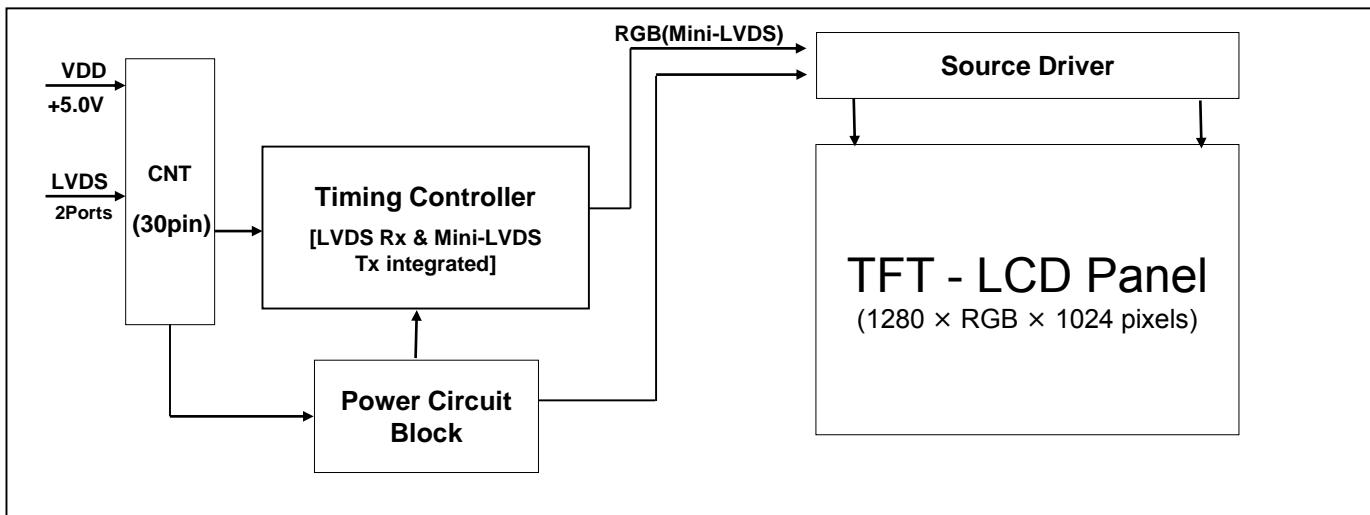 RGB(Mini-LVDS)
VDD
+5.0V
LVDS
2Ports
CNT
(30pin)
Timing Controller
[LVDS Rx & Mini-LVDS
Tx integrated]
Power Circuit
Block
Source Driver
TFT - LCD Panel
(1280 × RGB × 1024 pixels)